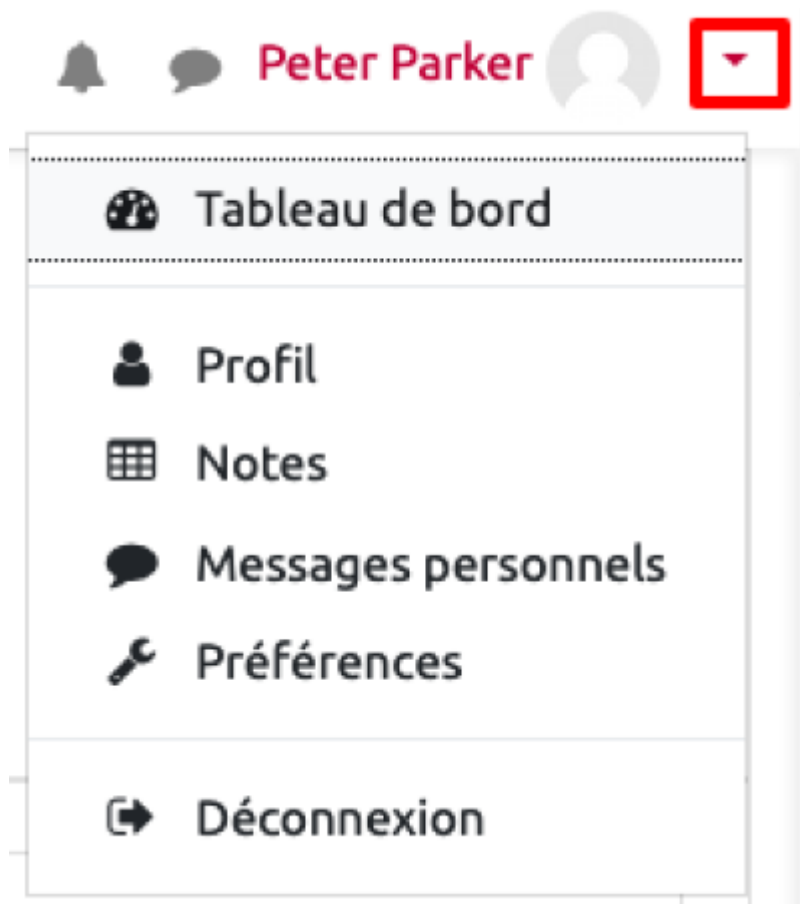 Peter Parker
Tableau de bord
Profil
Notes
Messages personnels
Préférences
Déconnexion